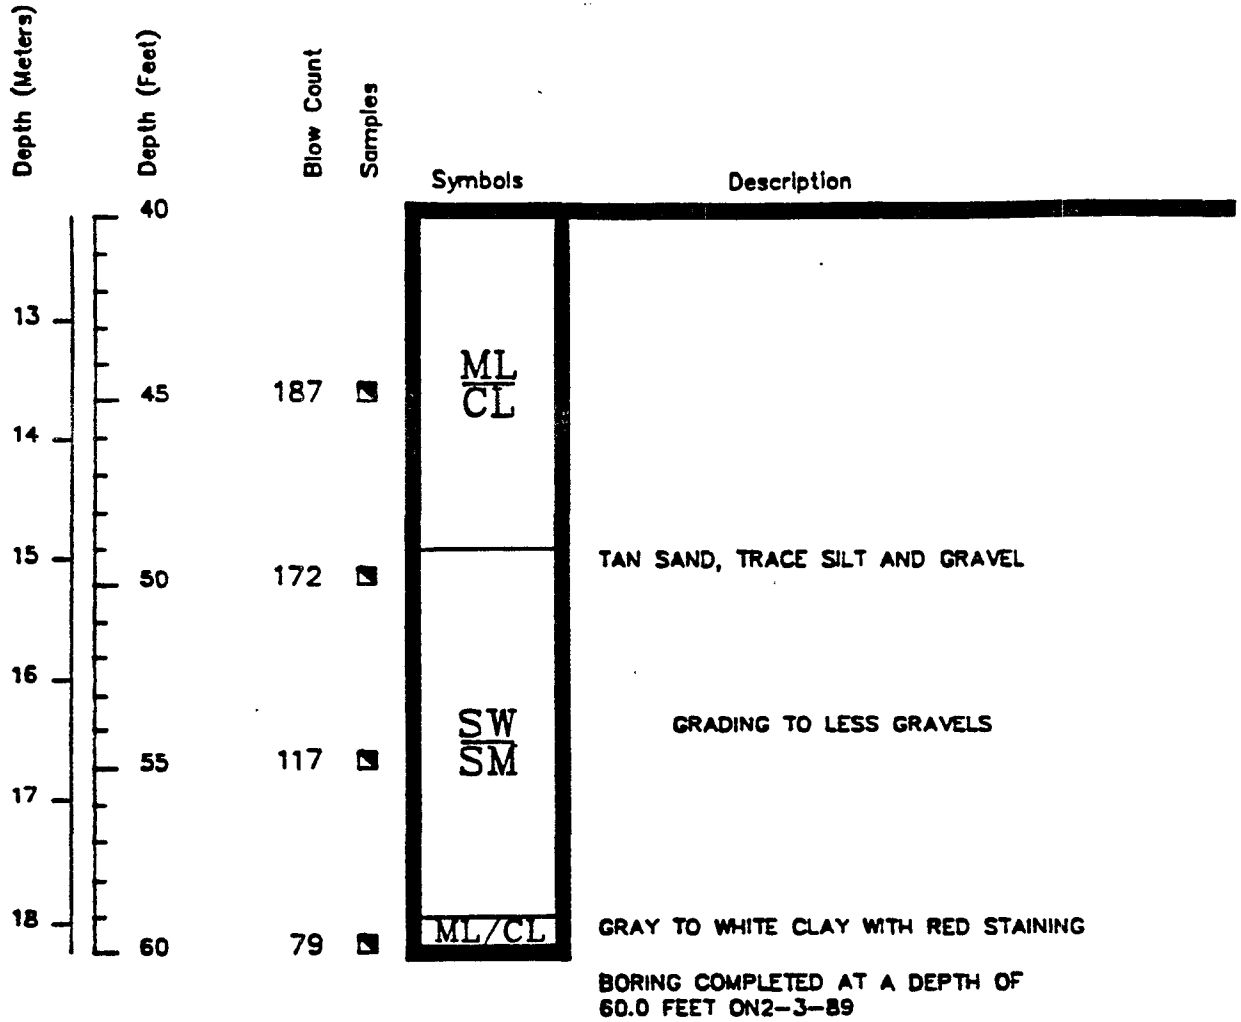 Depth (Meters)
Depth (Feet)
Blow Count
Samples
Symbols
Description
40
13
ML
CL
187
45
14
15
TAN SAND, TRACE SILT AND GRAVEL
172
50
16
SW
SM
GRADING TO LESS GRAVELS
117
55
17
18
ML/CL
GRAY TO WHITE CLAY WITH RED STAINING
79
60
BORING COMPLETED AT A DEPTH OF
60.0 FEET ON2-3-89